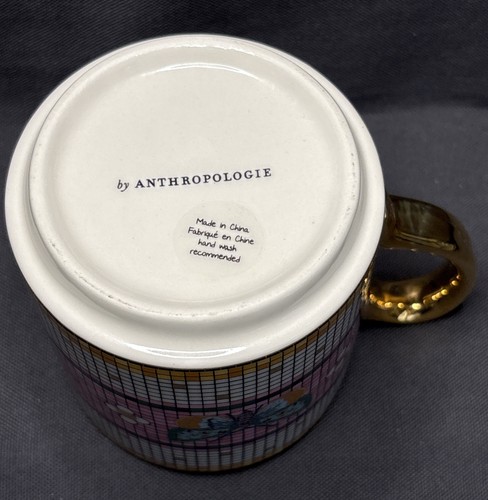 by ANTHROPOLOGIE
Made in China
Fabriqué en Chine
hand wash
recommended